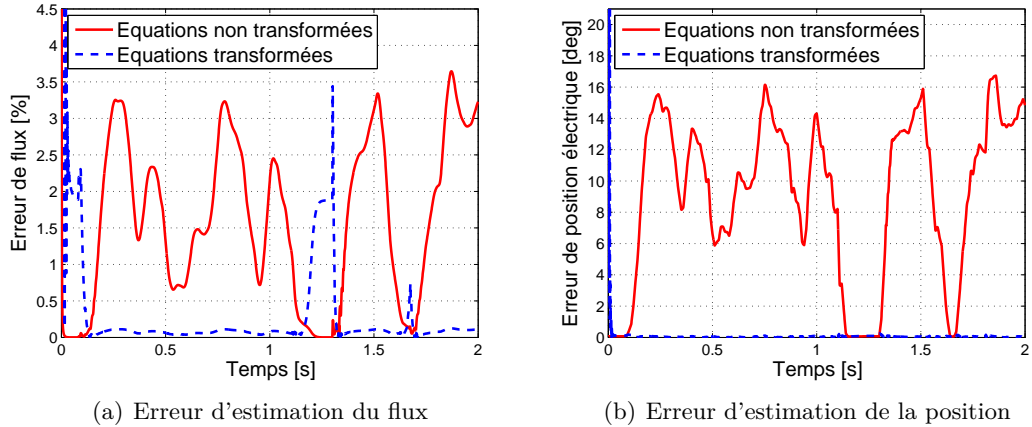 4.5
4
3.5
3
2.5
2
1.5
1
0.5
0
Erreur de flux [%]
Equations non transformées
Equations transformées
0 0.5 1 1.5 2
Temps [s]
(a) Erreur d'estimation du flux
20
18
16
14
12
10
8
6
4
2
0
Erreur de position électrique [deg]
Equations non transformées
Equations transformées
0 0.5 1 1.5 2
Temps [s]
(b) Erreur d'estimation de la position